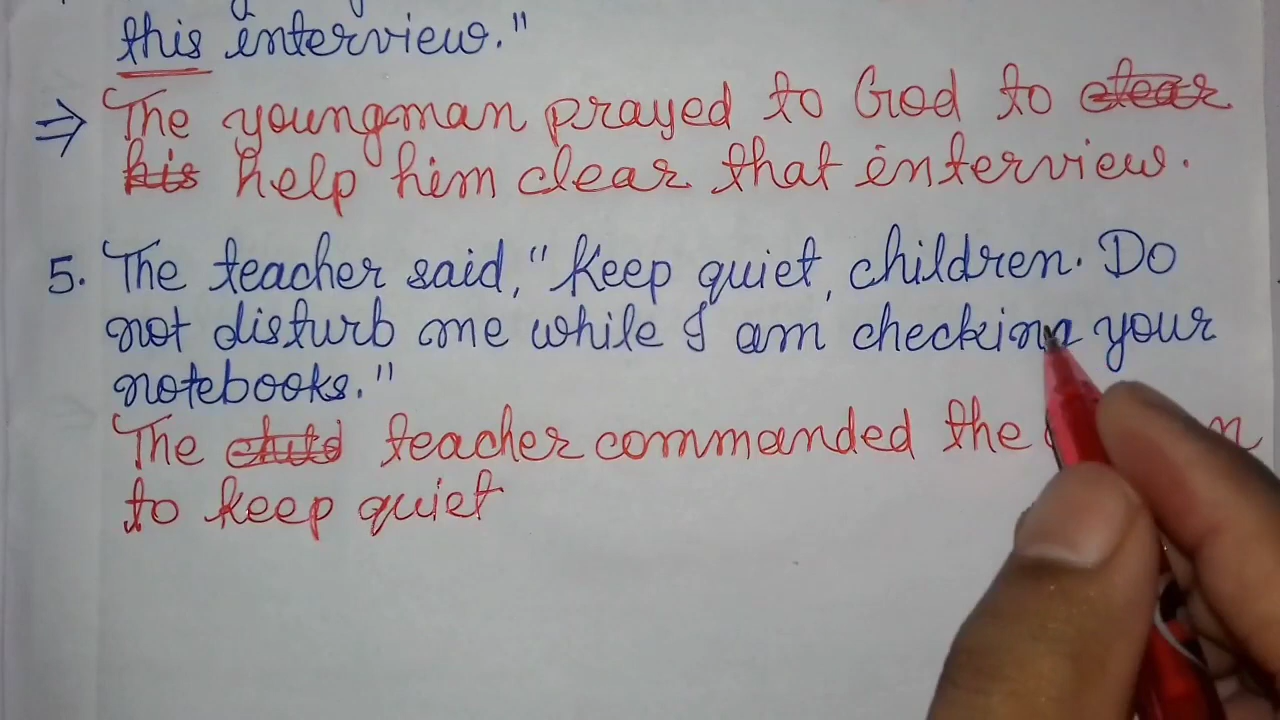 this interview."
⇒ The youngman prayed to God to clear
his help him clear that interview.
5. The teacher said, "Keep quiet, children. Do
not disturb me while I am checking your
notebooks."
The teacher commanded the
to keep quiet